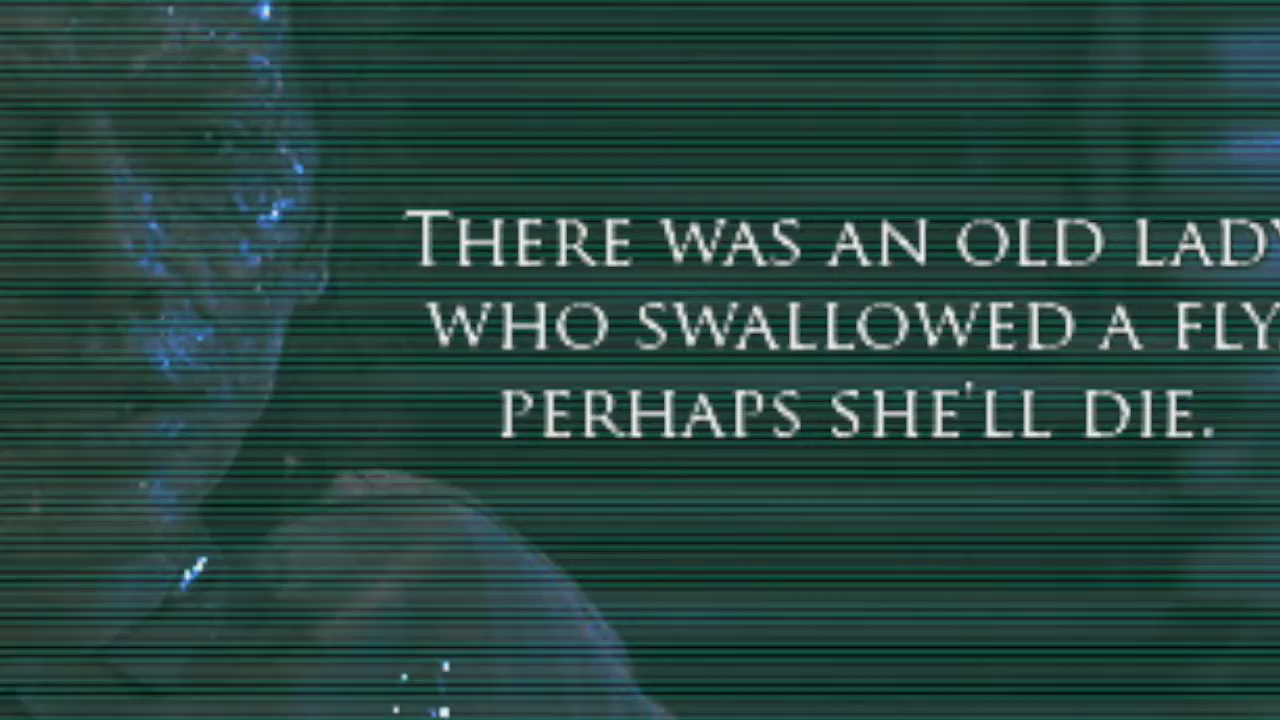 THERE WAS AN OLD LADY
WHO SWALLOWED A FLY.
PERHAPS SHE'LL DIE.